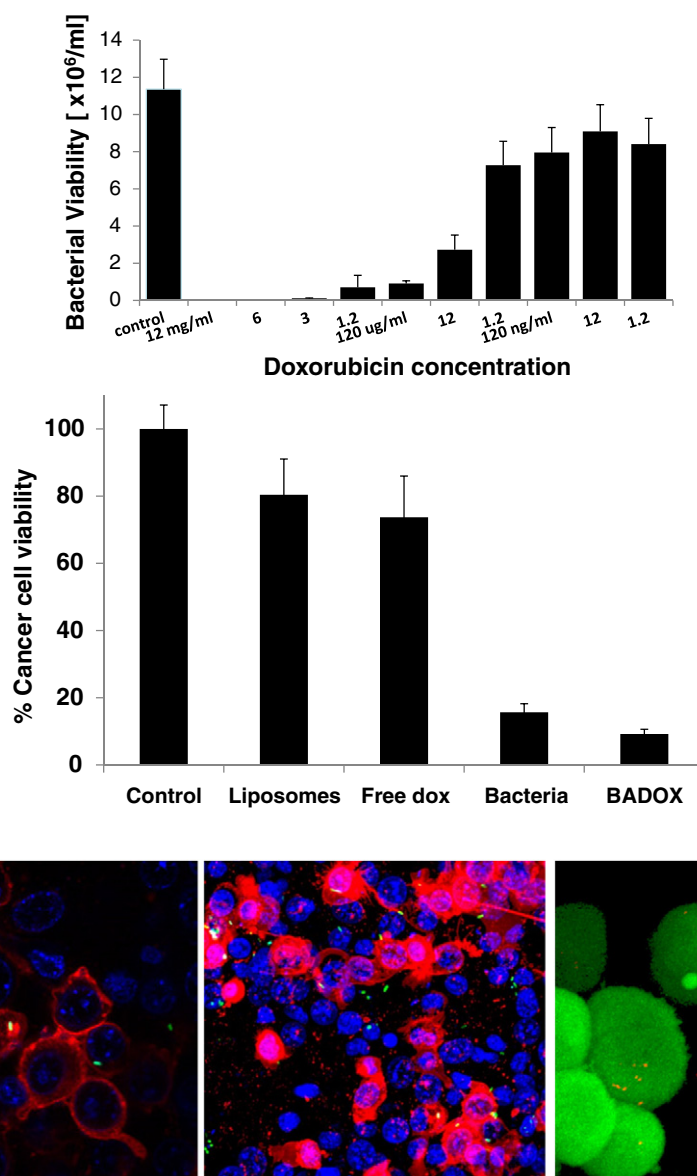 Bacterial Viability [ x10⁶/ml]
14
12
10
8
6
4
2
0
control
12 mg/ml
6
3
1.2
120 ug/ml
12
1.2
120 ng/ml
12
1.2
Doxorubicin concentration
% Cancer cell viability
100
80
60
40
20
0
Control Liposomes Free dox Bacteria BADOX